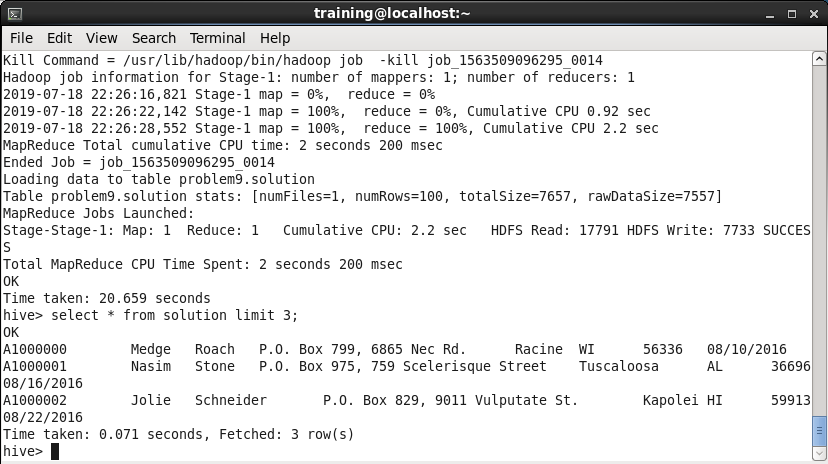 training@localhost:~
File Edit View Search Terminal Help
Kill Command = /usr/lib/hadoop/bin/hadoop job  -kill job_1563509096295_0014
Hadoop job information for Stage-1: number of mappers: 1; number of reducers: 1
2019-07-18 22:26:16,821 Stage-1 map = 0%,  reduce = 0%
2019-07-18 22:26:22,142 Stage-1 map = 100%,  reduce = 0%, Cumulative CPU 0.92 sec
2019-07-18 22:26:28,552 Stage-1 map = 100%,  reduce = 100%, Cumulative CPU 2.2 sec
MapReduce Total cumulative CPU time: 2 seconds 200 msec
Ended Job = job_1563509096295_0014
Loading data to table problem9.solution
Table problem9.solution stats: [numFiles=1, numRows=100, totalSize=7657, rawDataSize=7557]
MapReduce Jobs Launched:
Stage-Stage-1: Map: 1  Reduce: 1   Cumulative CPU: 2.2 sec   HDFS Read: 17791 HDFS Write: 7733 SUCCES
S
Total MapReduce CPU Time Spent: 2 seconds 200 msec
OK
Time taken: 20.659 seconds
hive> select * from solution limit 3;
OK
A1000000        Medge   Roach   P.O. Box 799, 6865 Nec Rd.      Racine  WI      56336   08/10/2016
A1000001        Nasim   Stone   P.O. Box 975, 759 Scelerisque Street    Tuscaloosa      AL      36696
08/16/2016
A1000002        Jolie   Schneider       P.O. Box 829, 9011 Vulputate St.        Kapolei HI      59913
08/22/2016
Time taken: 0.071 seconds, Fetched: 3 row(s)
hive>